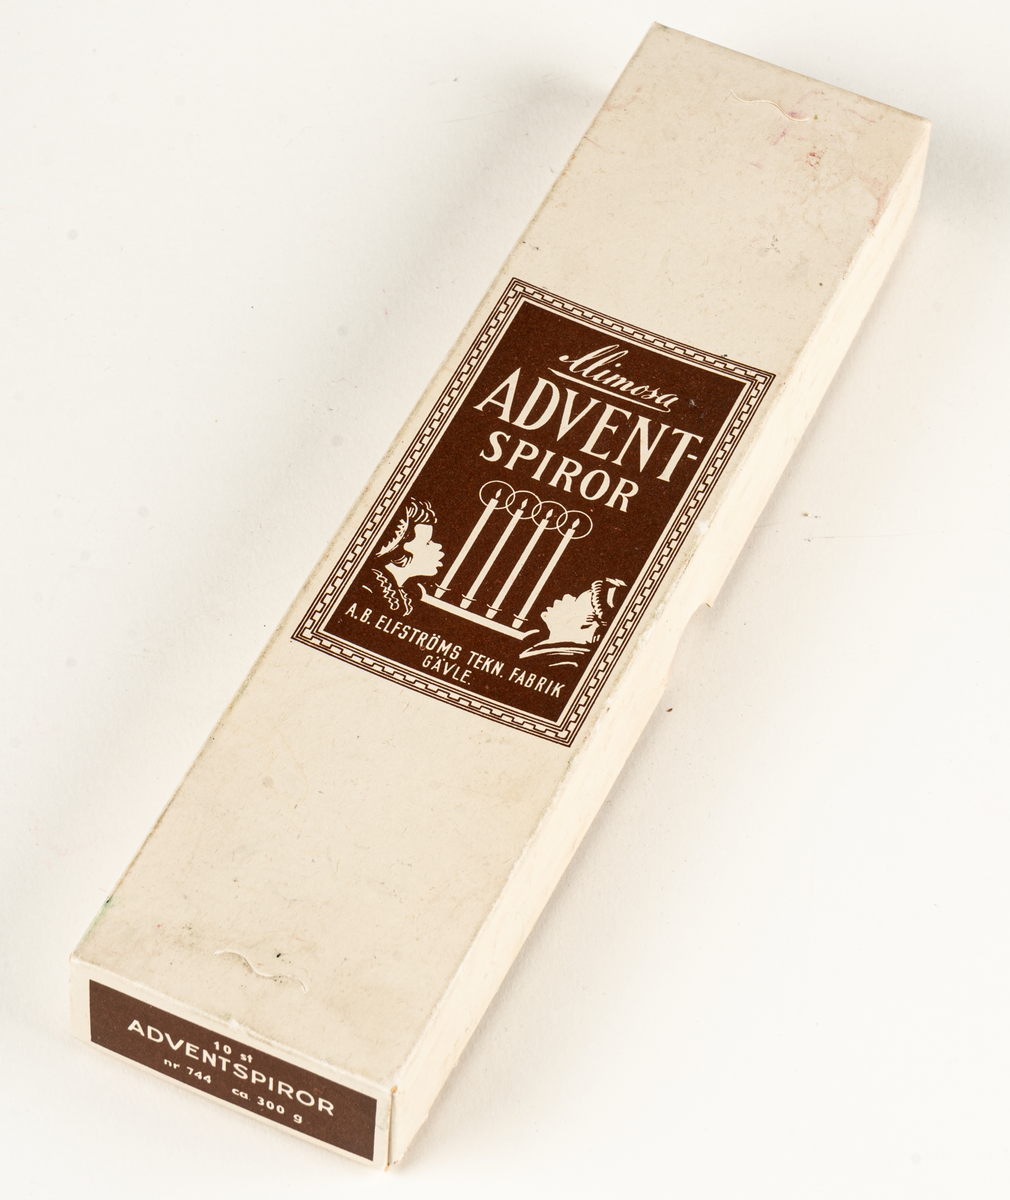 Mimosa
ADVENT-
SPIROR
A.B. ELFSTRÖMS TEKN. FABRIK
GÄVLE.
10 st
ADVENTSPIROR
nr 744 ca 300 g